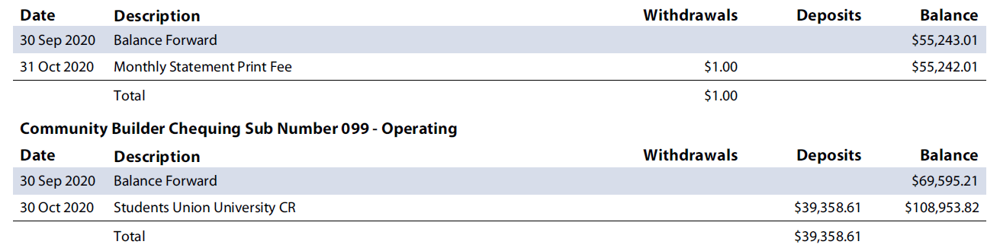 Date Description Withdrawals Deposits Balance
30 Sep 2020 Balance Forward $55,243.01
31 Oct 2020 Monthly Statement Print Fee $1.00 $55,242.01
Total $1.00
Community Builder Chequing Sub Number 099 - Operating
Date Description Withdrawals Deposits Balance
30 Sep 2020 Balance Forward $69,595.21
30 Oct 2020 Students Union University CR $39,358.61 $108,953.82
Total $39,358.61